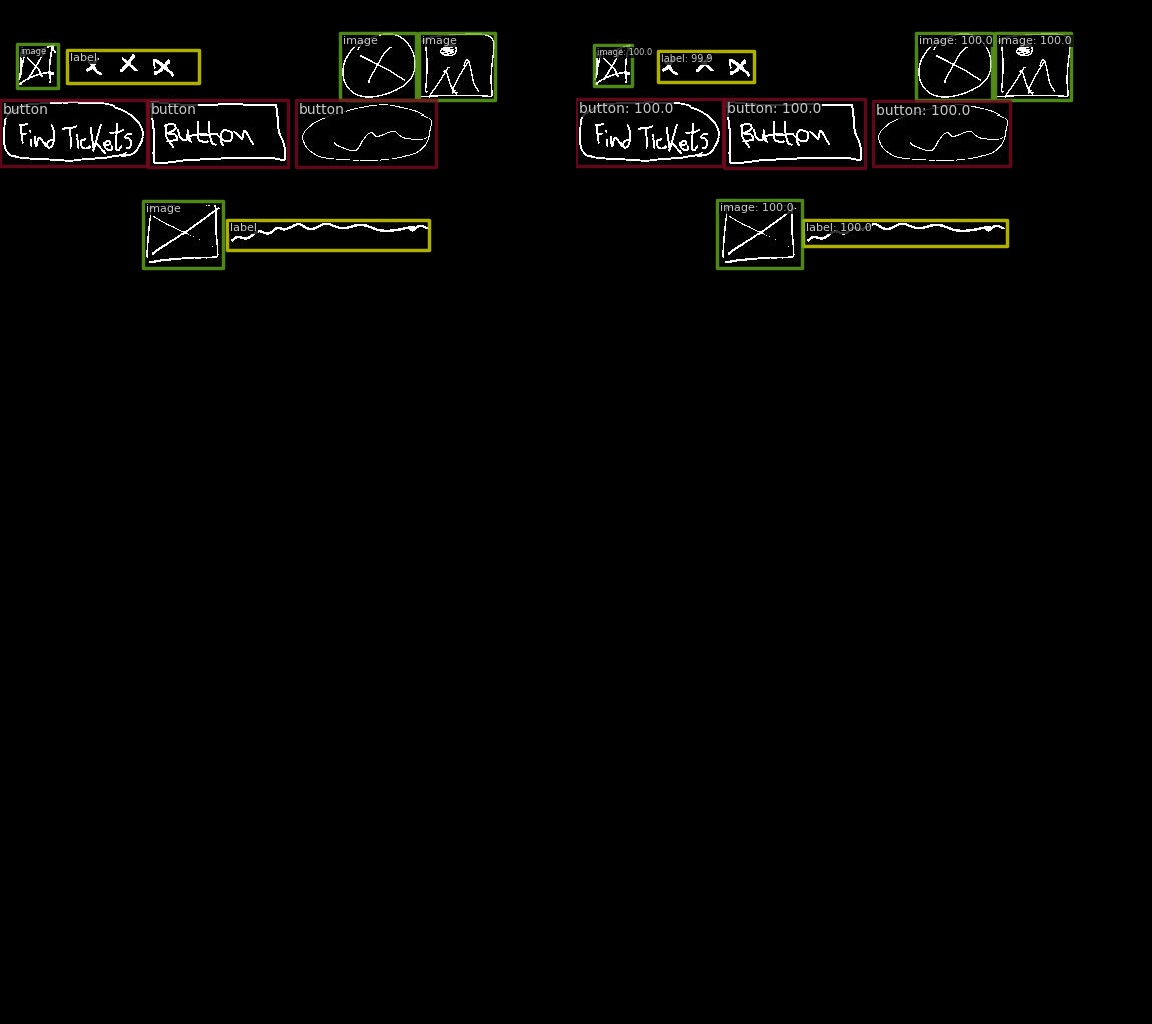 image label image image image: 100.0 label: 99.9 image: 100.0 image: 100.0
x x x
button button button button: 100.0 button: 100.0 button: 100.0
Find Tickets Button Find Tickets Button
image image: 100.0
label label: 100.0